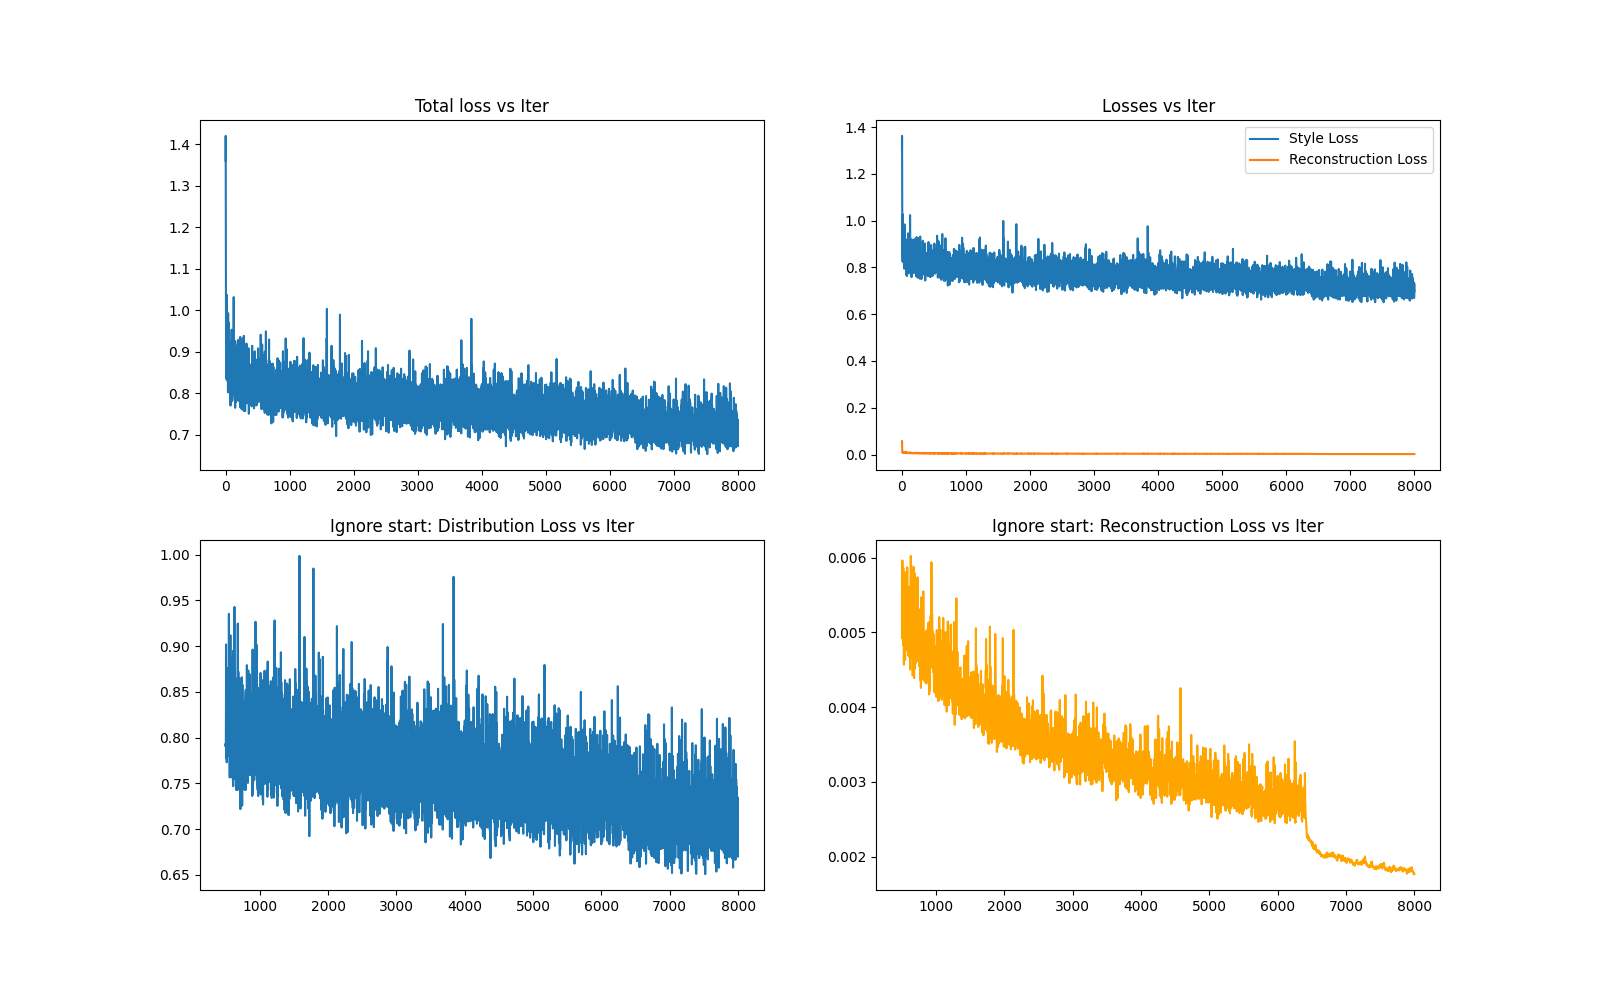 Total loss vs Iter
1.4
1.3
1.2
1.1
1.0
0.9
0.8
0.7
0 1000 2000 3000 4000 5000 6000 7000 8000
Losses vs Iter
Style Loss
Reconstruction Loss
1.4
1.2
1.0
0.8
0.6
0.4
0.2
0.0
0 1000 2000 3000 4000 5000 6000 7000 8000
Ignore start: Distribution Loss vs Iter
1.00
0.95
0.90
0.85
0.80
0.75
0.70
0.65
1000 2000 3000 4000 5000 6000 7000 8000
Ignore start: Reconstruction Loss vs Iter
0.006
0.005
0.004
0.003
0.002
1000 2000 3000 4000 5000 6000 7000 8000